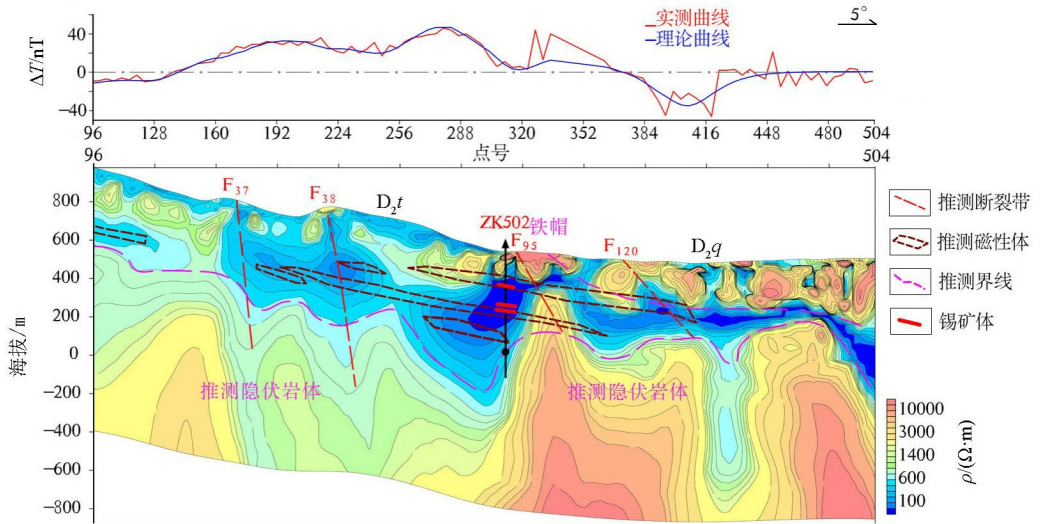 40
0
−40
ΔT/nT
实测曲线
理论曲线
5°
96 128 160 192 224 256 288 320 352 384 416 448 480 504
点号
96 504
800
600
400
200
0
−200
−400
−600
−800
海拔/m
F37
F38
D2t
ZK502
铁帽
F95
F120
D2q
推测隐伏岩体
推测隐伏岩体
推测断裂带
推测磁性体
推测界线
锡矿体
10000
3000
1400
600
400
100
ρ/(Ω·m)